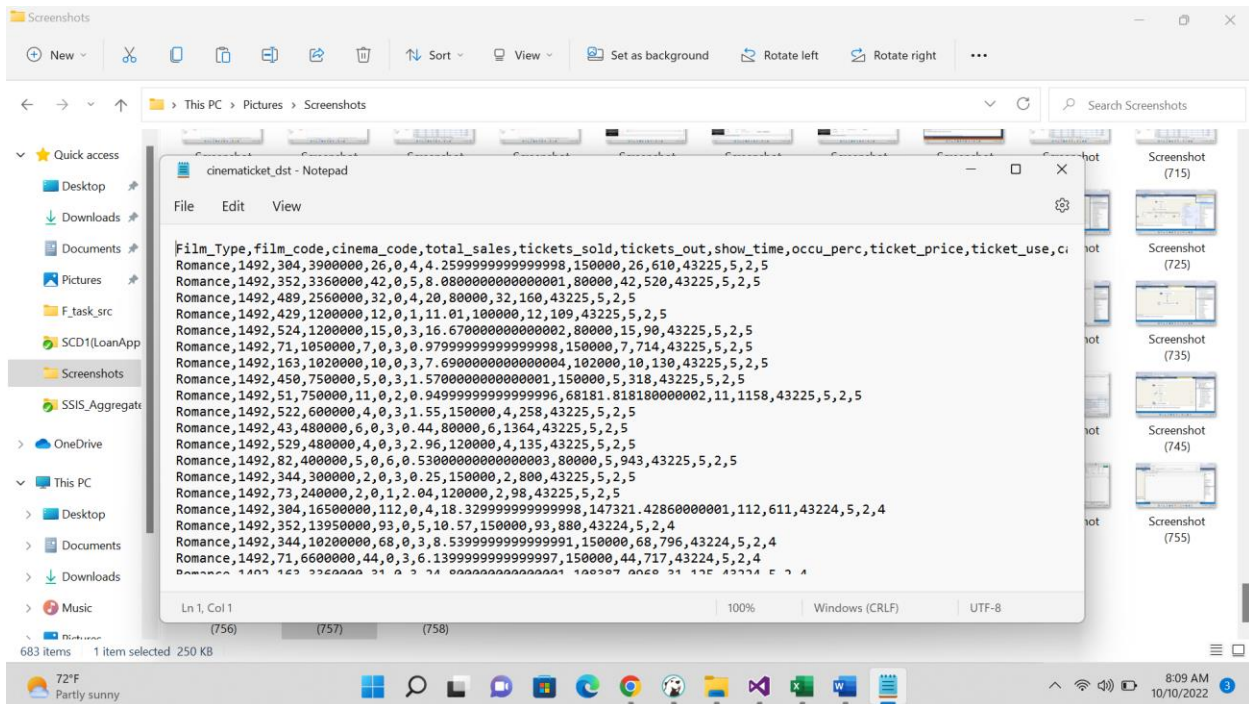 Screenshots
New
Sort
View
Set as background
Rotate left
Rotate right
This PC > Pictures > Screenshots
Search Screenshots
Quick access
Desktop
Downloads
Documents
Pictures
F_task_src
SCD1(LoanApp
Screenshots
SSIS_Aggregate
OneDrive
This PC
Desktop
Documents
Downloads
Music
Screenshot
(715)
Screenshot
(725)
Screenshot
(735)
Screenshot
(745)
Screenshot
(755)
cinematicket_dst - Notepad
File Edit View
Film_Type,film_code,cinema_code,total_sales,tickets_sold,tickets_out,show_time,occu_perc,ticket_price,ticket_use,ca
Romance,1492,304,3900000,26,0,4,4.2599999999999998,150000,26,610,43225,5,2,5
Romance,1492,352,3360000,42,0,5,8.0800000000000001,80000,42,520,43225,5,2,5
Romance,1492,489,2560000,32,0,4,20,80000,32,160,43225,5,2,5
Romance,1492,429,1200000,12,0,1,11.01,100000,12,109,43225,5,2,5
Romance,1492,524,1200000,15,0,3,16.670000000000002,80000,15,90,43225,5,2,5
Romance,1492,71,1050000,7,0,3,0.97999999999999998,150000,7,714,43225,5,2,5
Romance,1492,163,1020000,10,0,3,7.6900000000000004,102000,10,130,43225,5,2,5
Romance,1492,450,750000,5,0,3,1.5700000000000001,150000,5,318,43225,5,2,5
Romance,1492,51,750000,11,0,2,0.94999999999999996,68181.818180000002,11,1158,43225,5,2,5
Romance,1492,522,600000,4,0,3,1.55,150000,4,258,43225,5,2,5
Romance,1492,43,480000,6,0,3,0.44,80000,6,1364,43225,5,2,5
Romance,1492,529,480000,4,0,3,2.96,120000,4,135,43225,5,2,5
Romance,1492,82,400000,5,0,6,0.53000000000000003,80000,5,943,43225,5,2,5
Romance,1492,344,300000,2,0,3,0.25,150000,2,800,43225,5,2,5
Romance,1492,73,240000,2,0,1,2.04,120000,2,98,43225,5,2,5
Romance,1492,304,16500000,112,0,4,18.329999999999998,147321.42860000001,112,611,43224,5,2,4
Romance,1492,352,13950000,93,0,5,10.57,150000,93,880,43224,5,2,4
Romance,1492,344,10200000,68,0,3,8.5399999999999991,150000,68,796,43224,5,2,4
Romance,1492,71,6600000,44,0,3,6.1399999999999997,150000,44,717,43224,5,2,4
Ln 1, Col 1 100% Windows (CRLF) UTF-8
(756) (757) (758)
683 items 1 item selected 250 KB
72°F
Partly sunny
8:09 AM
10/10/2022
3